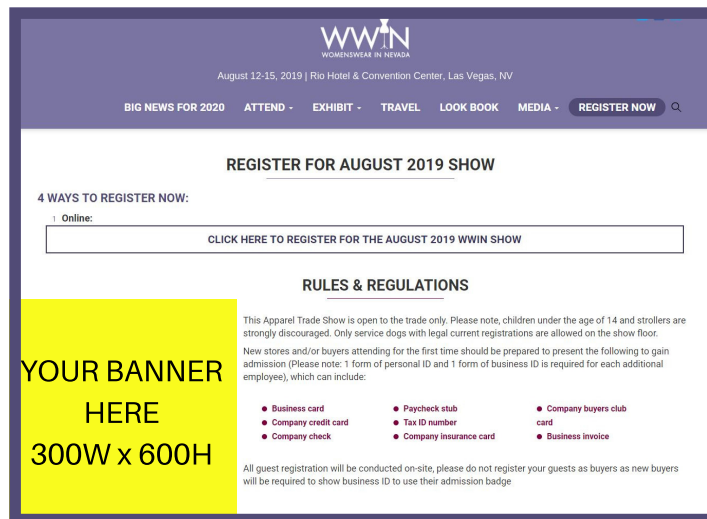 WWIN
WOMENSWEAR IN NEVADA
August 12-15, 2019 | Rio Hotel & Convention Center, Las Vegas, NV
BIG NEWS FOR 2020 ATTEND - EXHIBIT - TRAVEL LOOK BOOK MEDIA - REGISTER NOW
REGISTER FOR AUGUST 2019 SHOW
4 WAYS TO REGISTER NOW:
1 Online:
CLICK HERE TO REGISTER FOR THE AUGUST 2019 WWIN SHOW
RULES & REGULATIONS
YOUR BANNER
HERE
300W x 600H
This Apparel Trade Show is open to the trade only. Please note, children under the age of 14 and strollers are
strongly discouraged. Only service dogs with legal current registrations are allowed on the show floor.
New stores and/or buyers attending for the first time should be prepared to present the following to gain
admission (Please note: 1 form of personal ID and 1 form of business ID is required for each additional
employee), which can include:
● Business card
● Company credit card
● Company check
● Paycheck stub
● Tax ID number
● Company insurance card
● Company buyers club
card
● Business invoice
All guest registration will be conducted on-site, please do not register your guests as buyers as new buyers
will be required to show business ID to use their admission badge